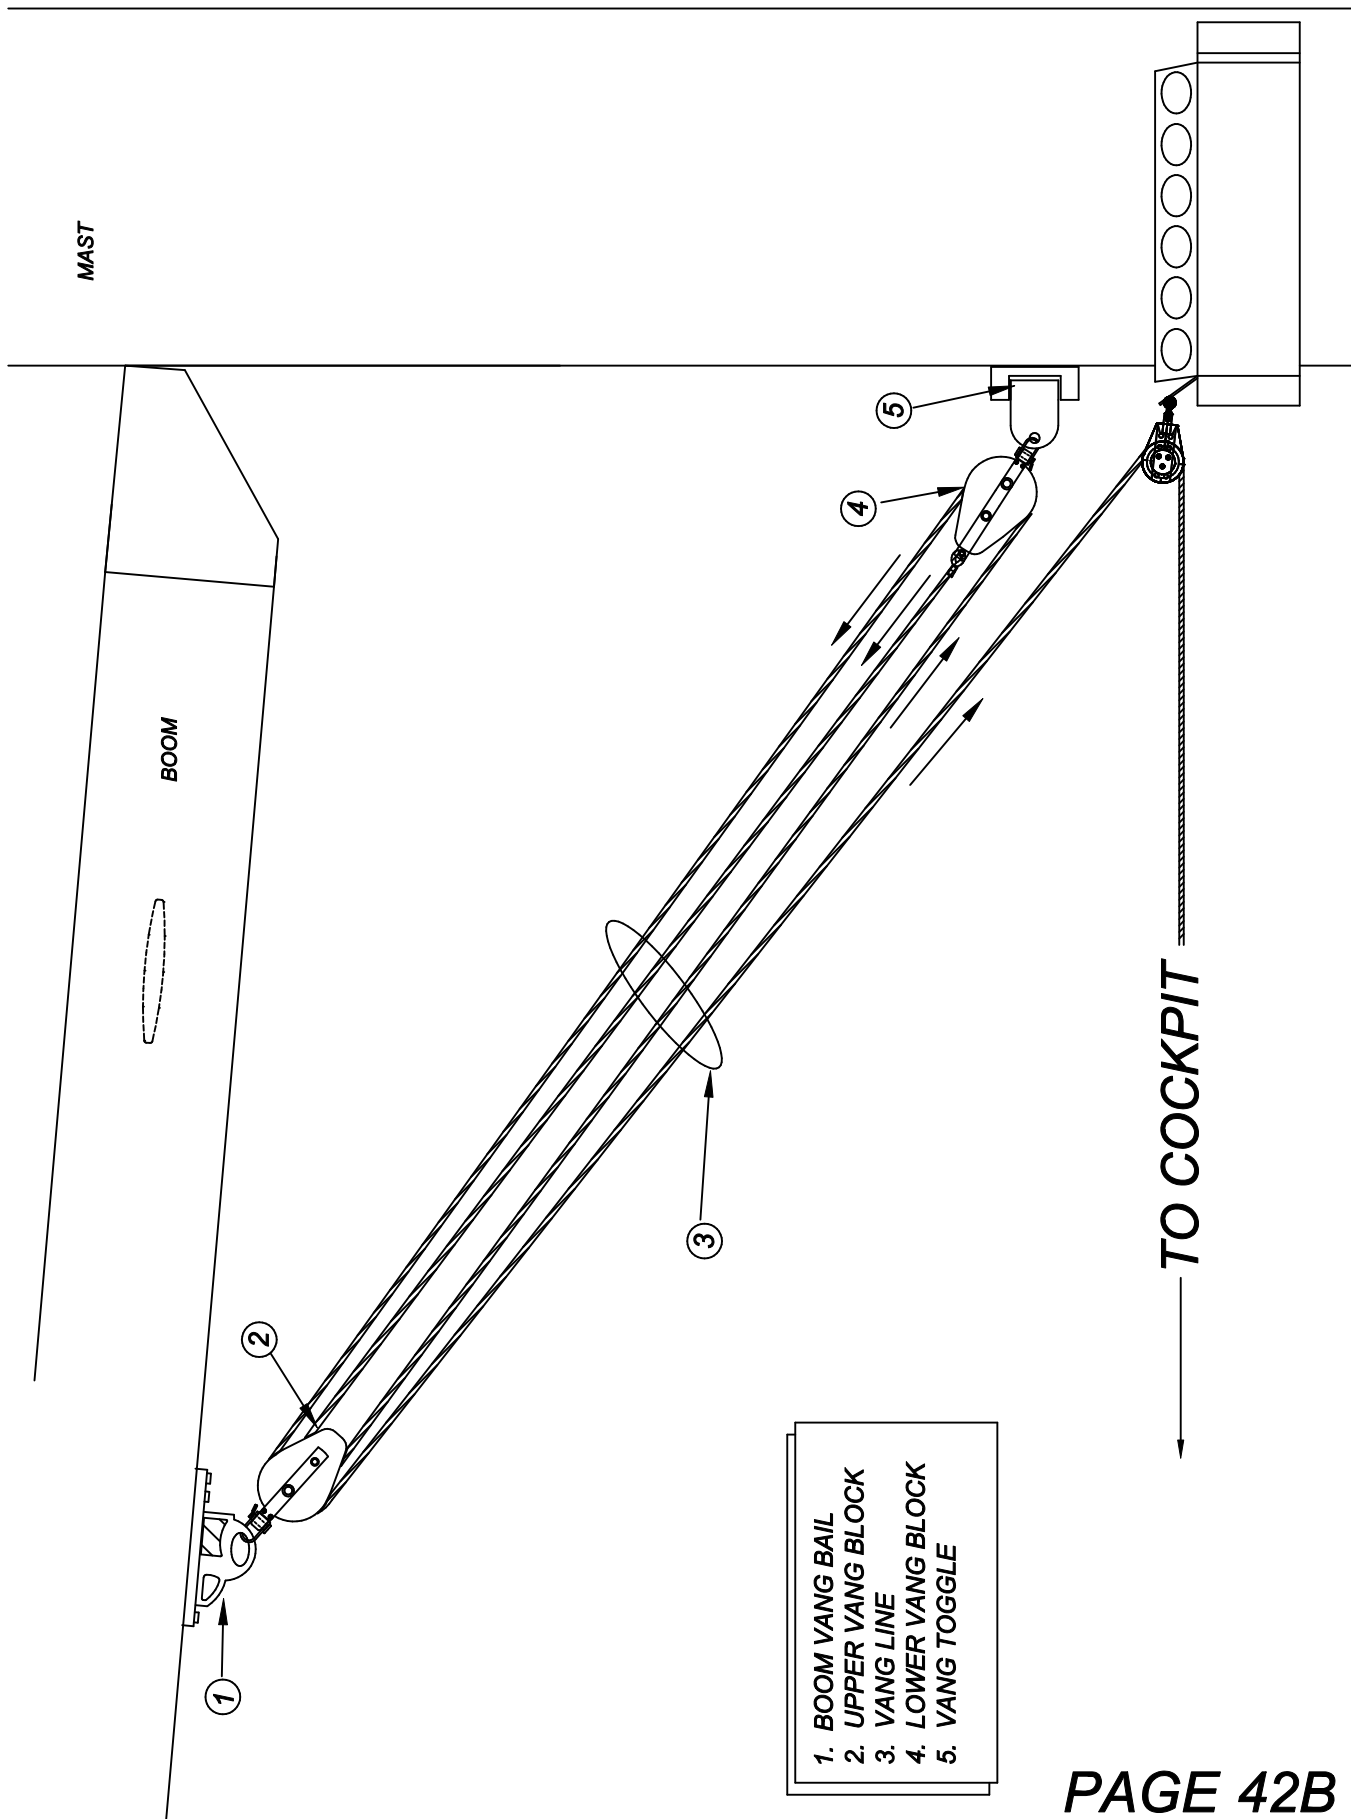 MAST
BOOM
5
4
3
2
1
TO COCKPIT
1. BOOM VANG BAIL
2. UPPER VANG BLOCK
3. VANG LINE
4. LOWER VANG BLOCK
5. VANG TOGGLE
PAGE 42B